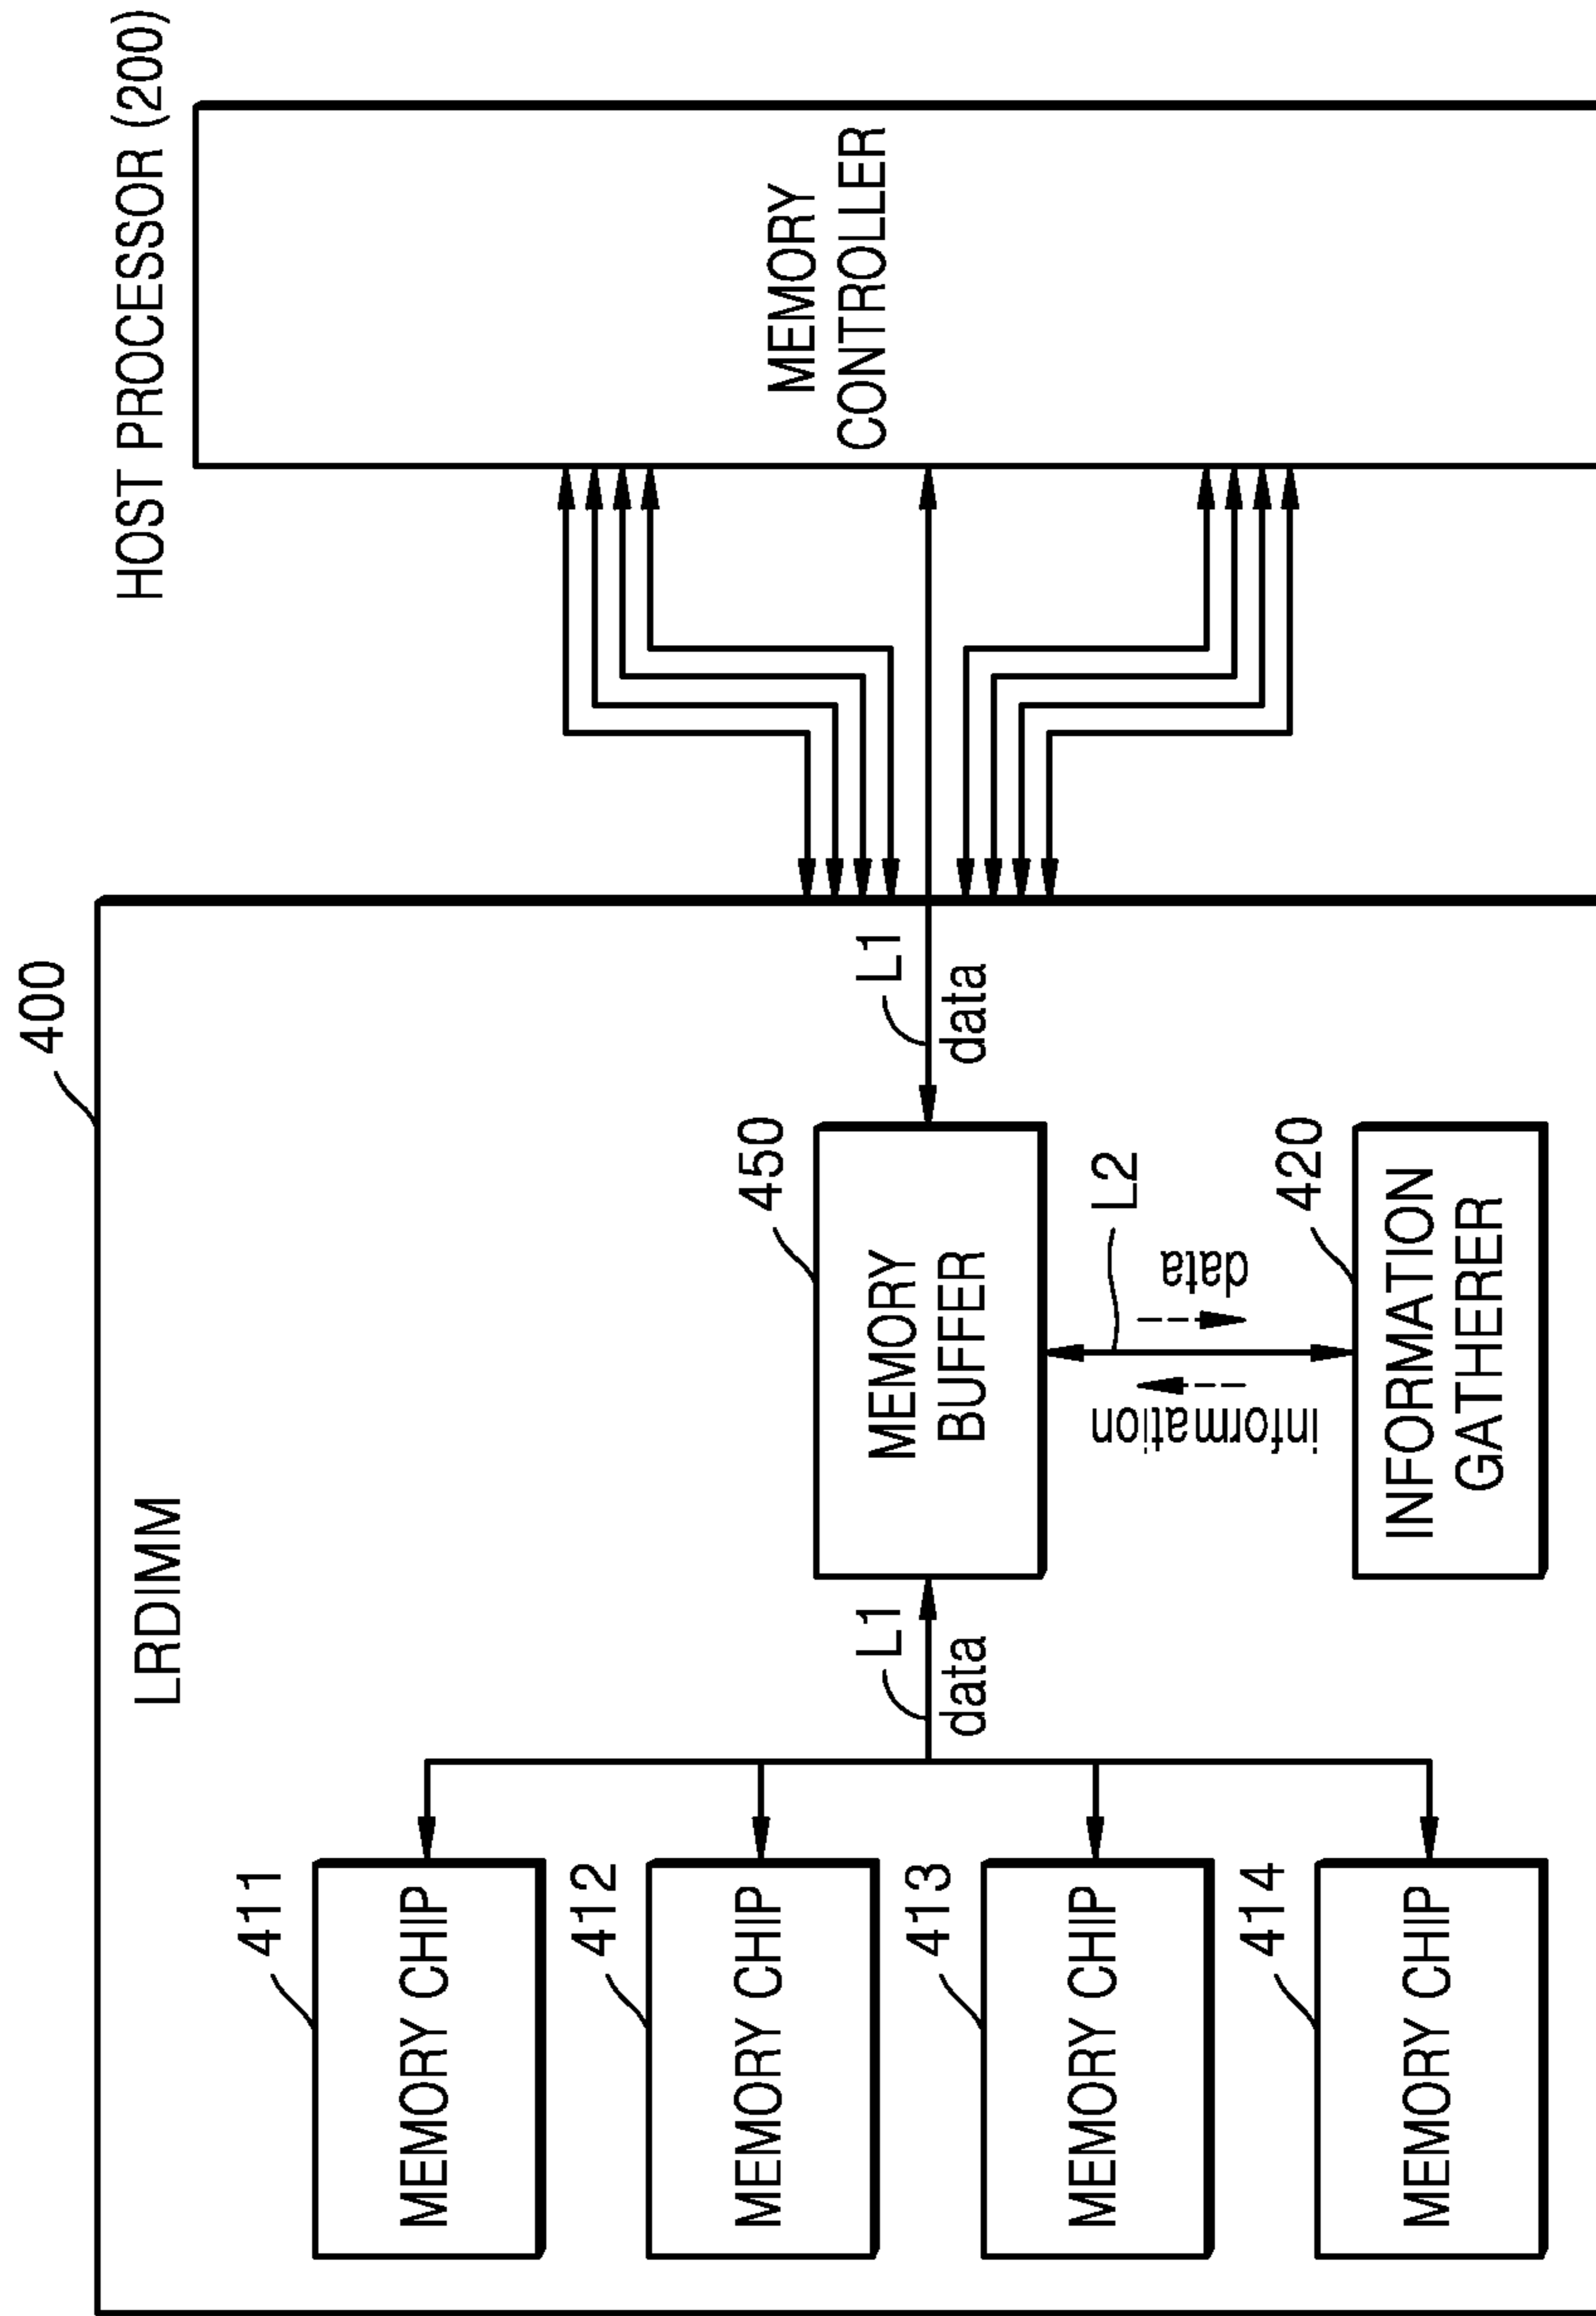 400
LRDIMM
HOST PROCESSOR (200)
411
MEMORY CHIP
412
MEMORY CHIP
413
MEMORY CHIP
414
MEMORY CHIP
L1
data
450
MEMORY
BUFFER
L1
data
L2
information
data
420
INFORMATION
GATHERER
MEMORY
CONTROLLER